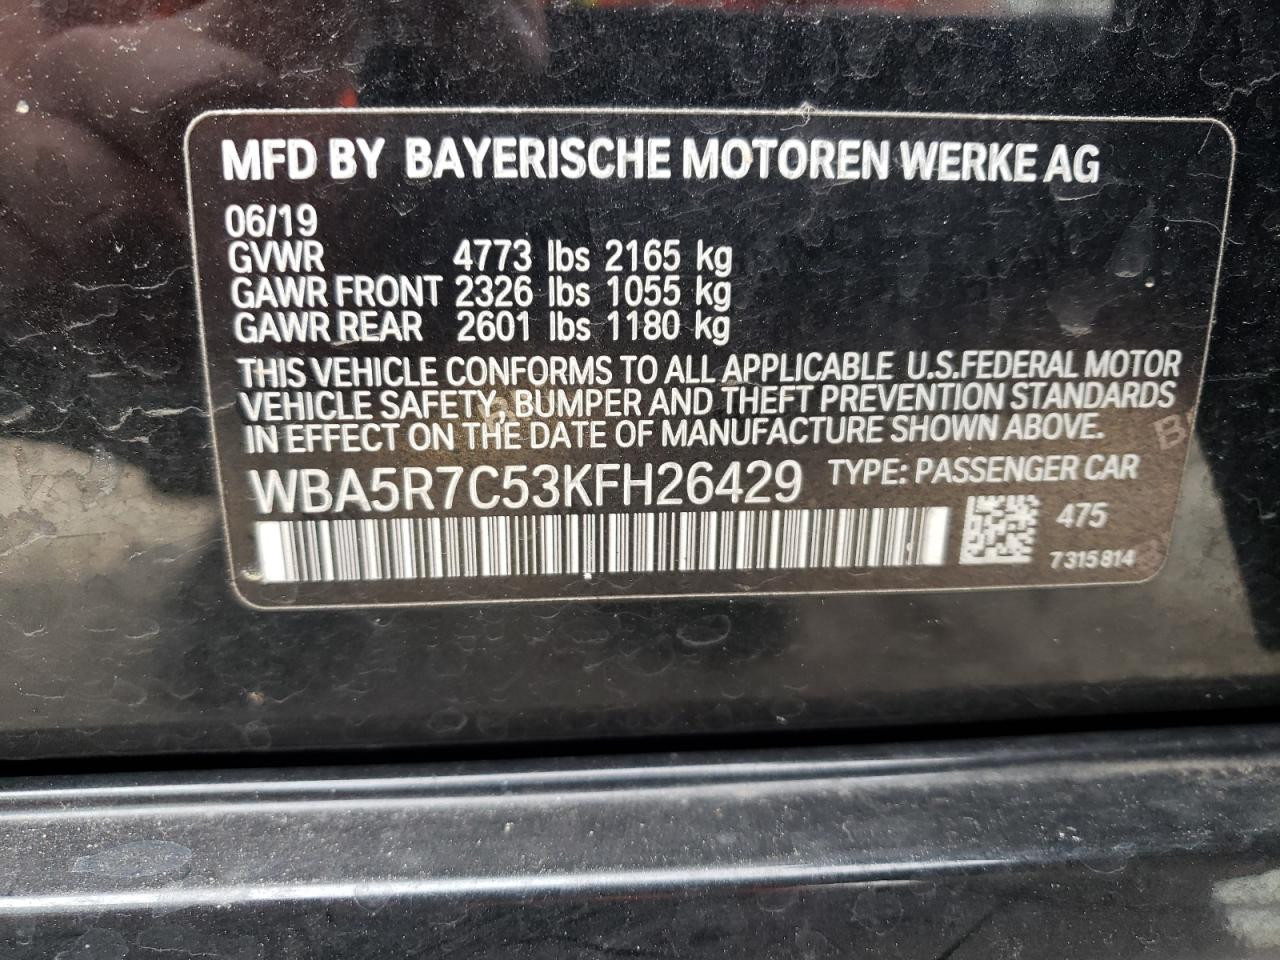 MFD BY BAYERISCHE MOTOREN WERKE AG
06/19
GVWR 4773 lbs 2165 kg
GAWR FRONT 2326 lbs 1055 kg
GAWR REAR 2601 lbs 1180 kg
THIS VEHICLE CONFORMS TO ALL APPLICABLE U.S.FEDERAL MOTOR
VEHICLE SAFETY, BUMPER AND THEFT PREVENTION STANDARDS
IN EFFECT ON THE DATE OF MANUFACTURE SHOWN ABOVE.
WBA5R7C53KFH26429 TYPE: PASSENGER CAR
475
7315814